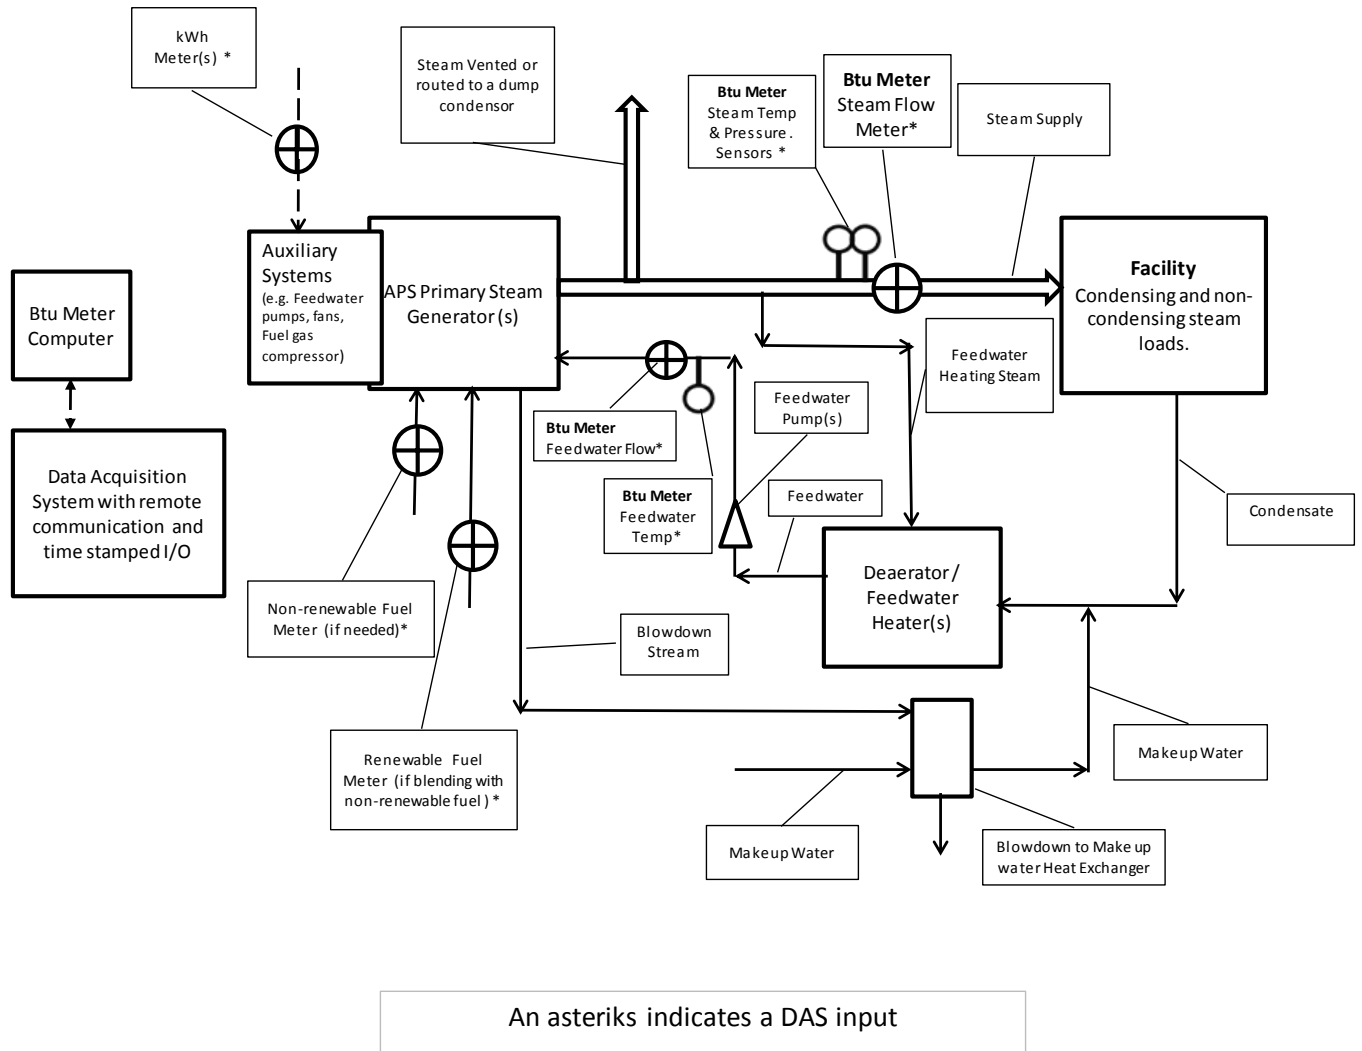 kWh
Meter(s) *
Steam Vented or
routed to a dump
condensor
Btu Meter
Steam Temp
& Pressure .
Sensors *
Btu Meter
Steam Flow
Meter*
Steam Supply
Auxiliary
Systems
(e.g. Feedwater
pumps, fans,
Fuel gas
compressor)
APS Primary Steam
Generator(s)
Facility
Condensing and non-
condensing steam
loads.
Btu Meter
Computer
Data Acquisition
System with remote
communication and
time stamped I/O
Feedwater
Heating Steam
Feedwater
Pump(s)
Btu Meter
Feedwater Flow*
Btu Meter
Feedwater
Temp*
Feedwater
Condensate
Deaerator /
Feedwater
Heater(s)
Non-renewable Fuel
Meter (if needed)*
Blowdown
Stream
Renewable Fuel
Meter (if blending with
non-renewable fuel ) *
Makeup Water
Makeup Water
Blowdown to Make up
water Heat Exchanger
An asteriks indicates a DAS input